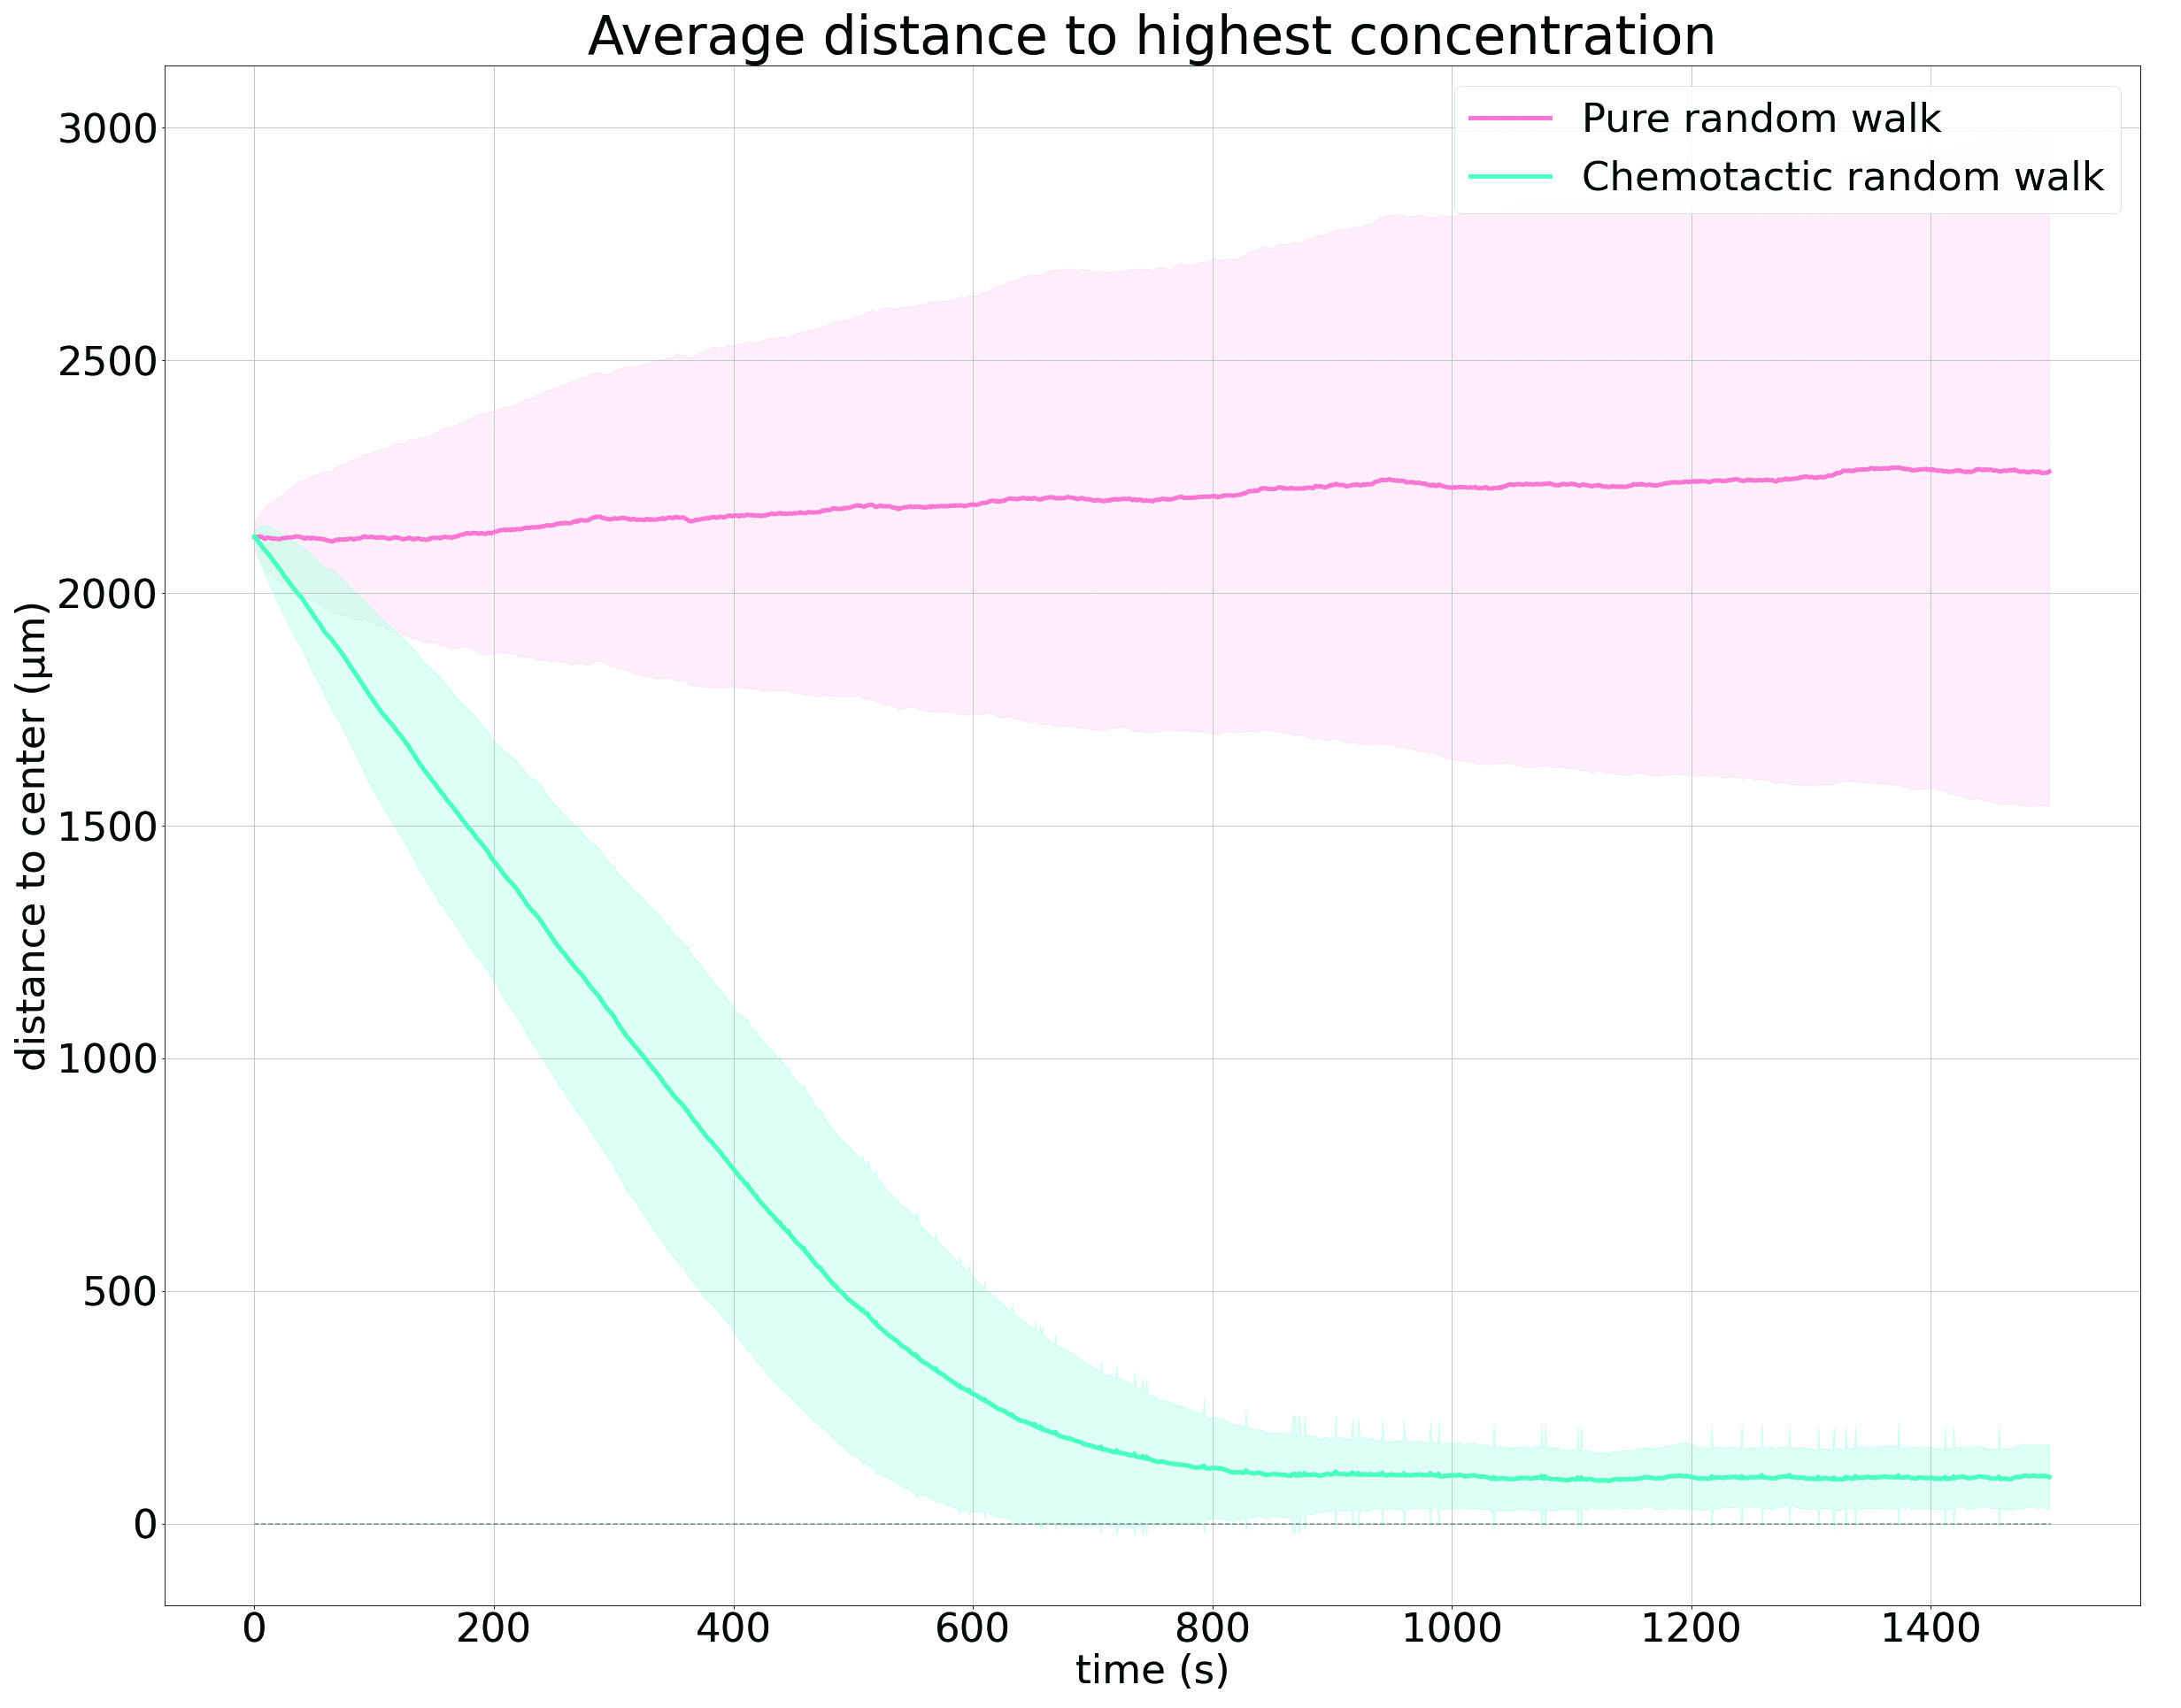 Average distance to highest concentration
Pure random walk
Chemotactic random walk
distance to center (µm)
3000
2500
2000
1500
1000
500
0
0 200 400 600 800 1000 1200 1400
time (s)